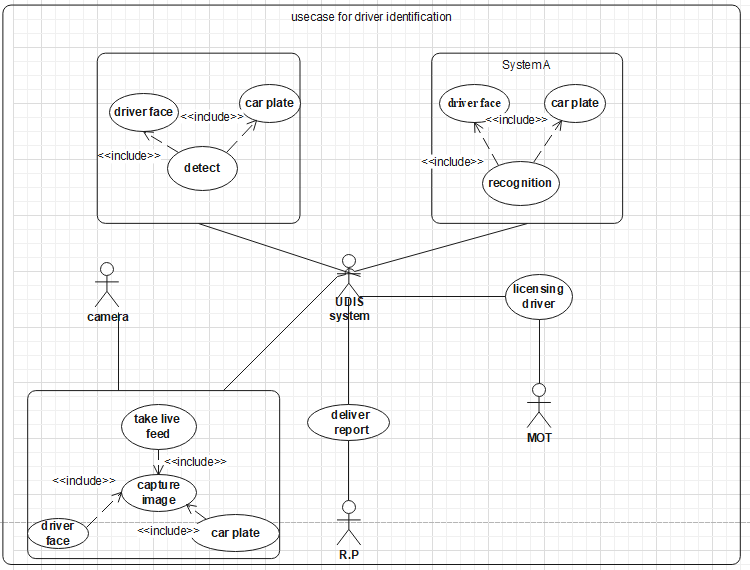 usecase for driver identification
System A
driver face
car plate
<<include>>
<<include>>
detect
driver face
car plate
<<include>>
<<include>>
recognition
camera
UDIS
system
licensing
driver
MOT
take live
feed
<<include>>
<<include>>
capture
image
driver
face
<<include>>
car plate
deliver
report
R.P